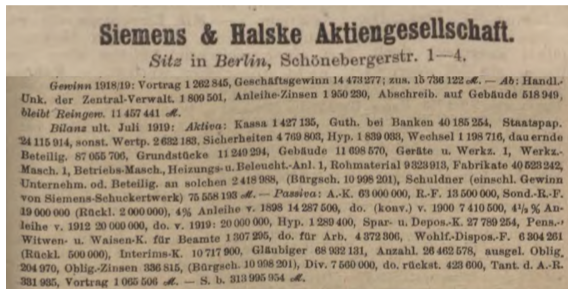 Siemens & Halske Aktiengesellschaft.
Sitz in Berlin, Schönebergerstr. 1—4.
Gewinn 1918/19: Vortrag 1 262 845, Geschäftsgewinn 14 473 277; zus. 15 736 122 ℳ. — Ab: Handl.-
Unk. der Zentral-Verwalt. 1 809 501, Anleihe-Zinsen 1 950 230, Abschreib. auf Gebäude 518 949,
bleibt Reingew. 11 457 441 ℳ.
Bilanz ult. Juli 1919: Aktiva: Kassa 1 427 135, Guth. bei Banken 40 185 254, Staatspap.
24 115 914, sonst. Wertp. 2 632 183, Sicherheiten 4 769 803, Hyp. 1 839 083, Wechsel 1 198 716, dauernde
Beteilig. 87 055 706, Grundstücke 11 249 294, Gebäude 11 698 570, Geräte u. Werkz. 1, Werkz.-
Masch. 1, Betriebs-Masch., Heizungs- u. Beleucht.-Anl. 1, Rohmaterial 9 323 913, Fabrikate 40 523 242,
Unternehm. od. Beteilig. an solchen 2 418 988, (Bürgsch. 10 998 201), Schuldner (einschl. Gewinn
von Siemens-Schuckertwerk) 75 558 193 ℳ. — Passiva: A.-K. 63 000 000, R.-F. 13 500 000, Sond.-R.-F.
19 000 000 (Rückl. 2 000 000), 4% Anleihe v. 1898 14 287 500, do. (konv.) v. 1900 7 410 500, 4½% An-
leihe v. 1912 20 000 000, do. v. 1919: 20 000 000, Hyp. 1 289 400, Spar- u. Depos.-K. 27 789 254, Pens.-,
Witwen- u. Waisen-K. für Beamte 1 307 295, do. für Arb. 4 372 306, Wohlf.-Dispos.-F. 6 304 261
(Rückl. 500 000), Interims-K. 10 717 900, Gläubiger 68 932 131, Anzahl. 26 462 578, ausgel. Oblig.
204 970, Oblig.-Zinsen 336 815, (Bürgsch. 10 998 201), Div. 7 560 000, do. rückst. 423 600, Tant. d. A.-R.
331 935, Vortrag 1 065 506 ℳ. — S. b. 313 995 954 ℳ.